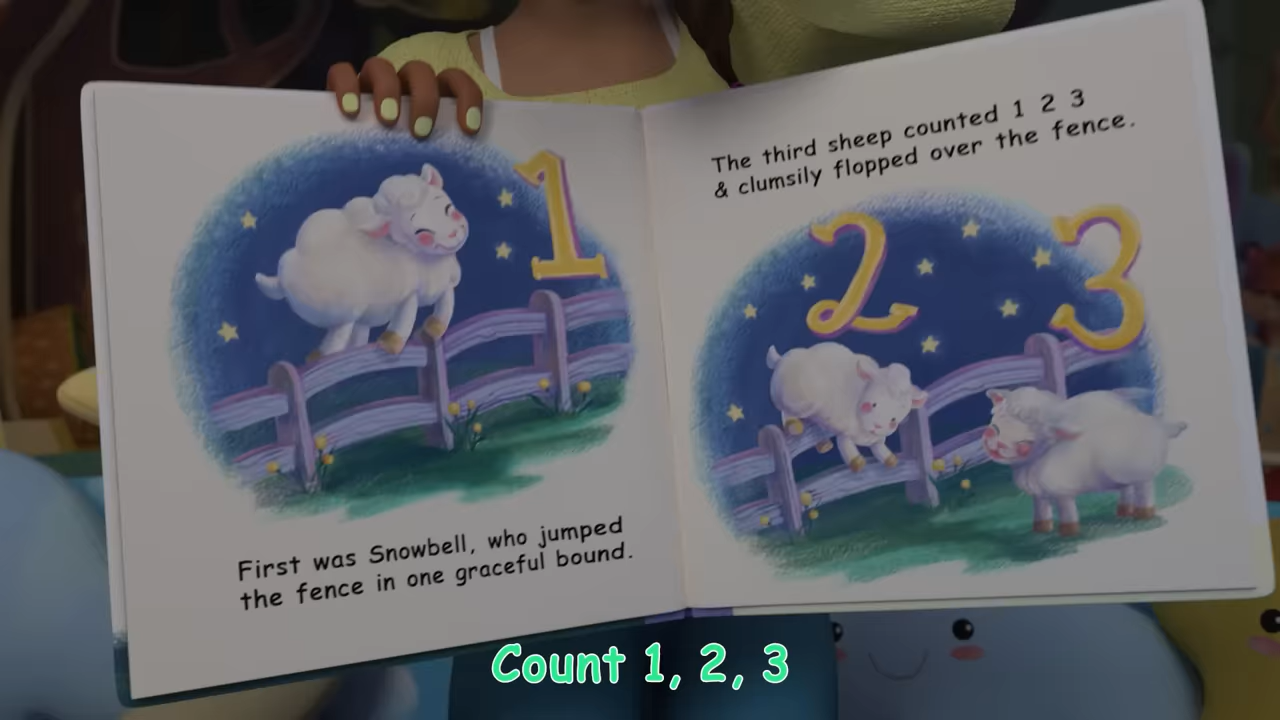 1
First was Snowbell, who jumped
the fence in one graceful bound.
The third sheep counted 1 2 3
& clumsily flopped over the fence.
2 3
Count 1, 2, 3